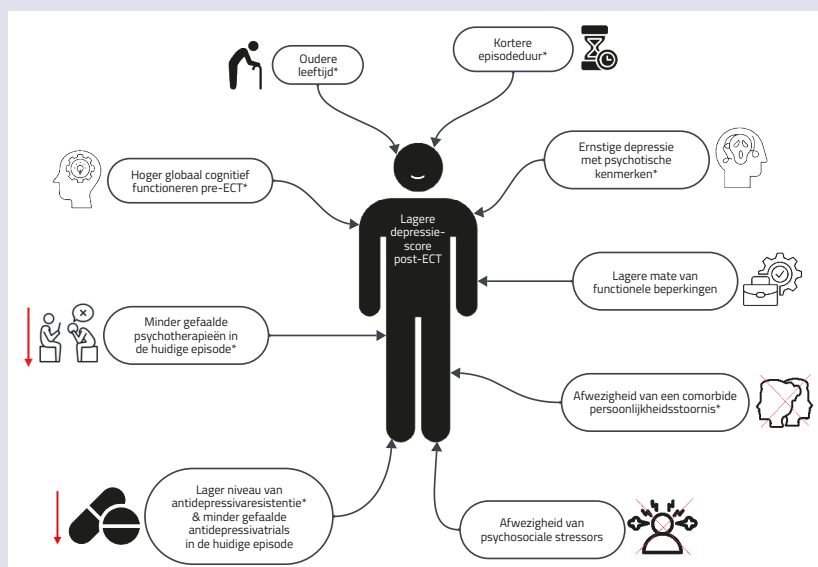 Oudere
leeftijd*
Kortere
episodeduur*
Hoger globaal cognitief
functioneren pre-ECT*
Ernstige depressie
met psychotische
kenmerken*
Lagere
depressie-
score
post-ECT
Lagere mate van
functionele beperkingen
Minder gefaalde
psychotherapieën in
de huidige episode*
Afwezigheid van een comorbide
persoonlijkheidsstoornis*
Lager niveau van
antidepressivaresistentie*
& minder gefaalde
antidepressivatrials
in de huidige episode
Afwezigheid van
psychosociale stressors